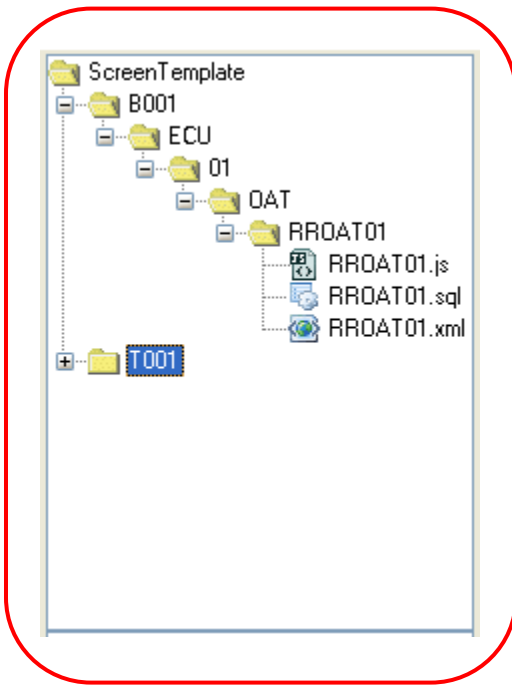 ScreenTemplate
B001
ECU
01
OAT
RROAT01
RROAT01.js
RROAT01.sql
RROAT01.xml
T001